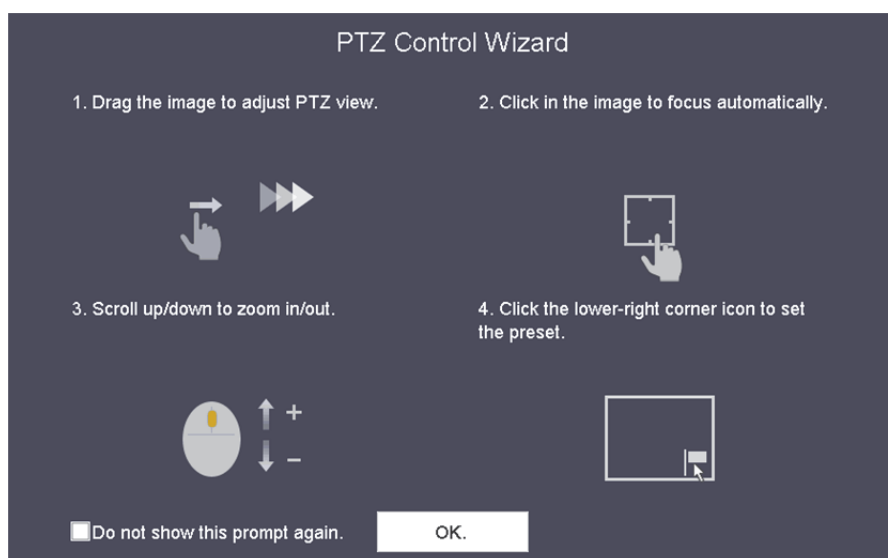 PTZ Control Wizard
1. Drag the image to adjust PTZ view.
2. Click in the image to focus automatically.
3. Scroll up/down to zoom in/out.
4. Click the lower-right corner icon to set
the preset.
+
−
Do not show this prompt again.
OK.